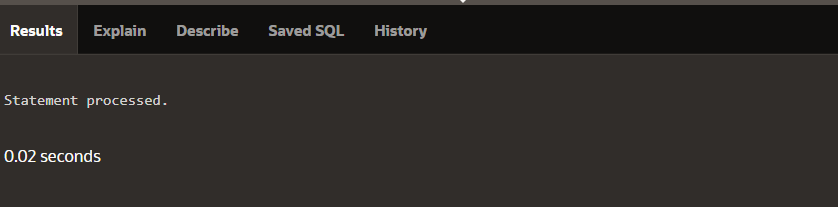 Results Explain Describe Saved SQL History
Statement processed.
0.02 seconds